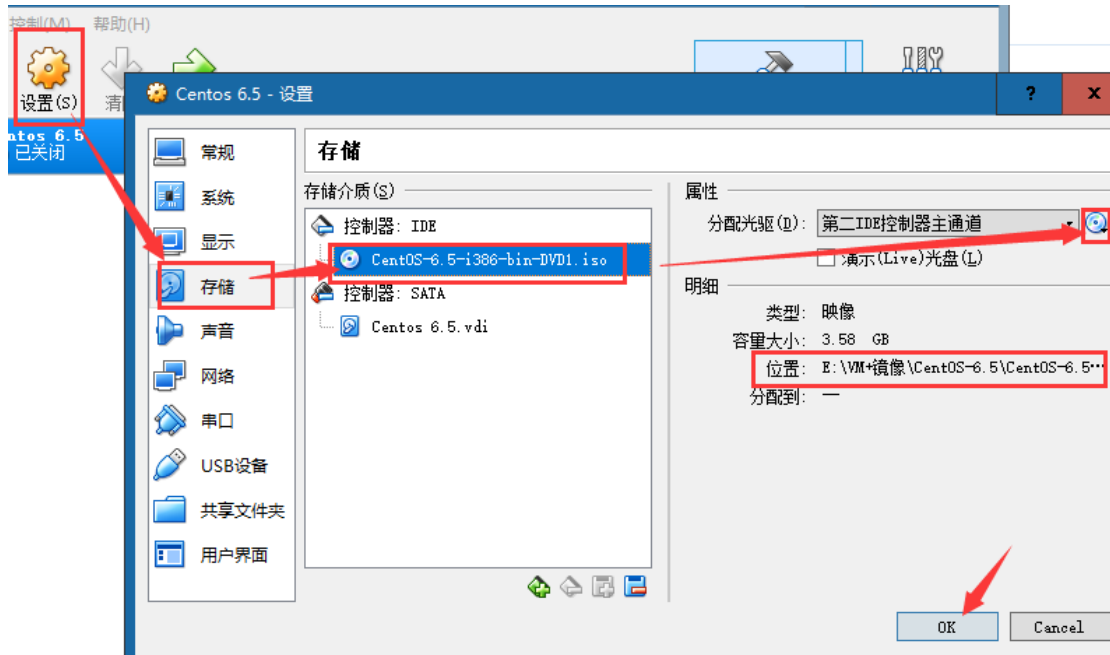 控制(M) 帮助(H)
设置(S) 清
ntos 6.5
已关闭
Centos 6.5 - 设置
? x
常规
系统
显示
存储
声音
网络
串口
USB设备
共享文件夹
用户界面
存储
存储介质(S)
控制器: IDE
CentOS-6.5-i386-bin-DVD1.iso
控制器: SATA
Centos 6.5.vdi
属性
分配光驱(D): 第二IDE控制器主通道
演示(Live)光盘(L)
明细
类型: 映像
容量大小: 3.58 GB
位置: E:\VM+镜像\CentOS-6.5\CentOS-6.5…
分配到: —
OK Cancel